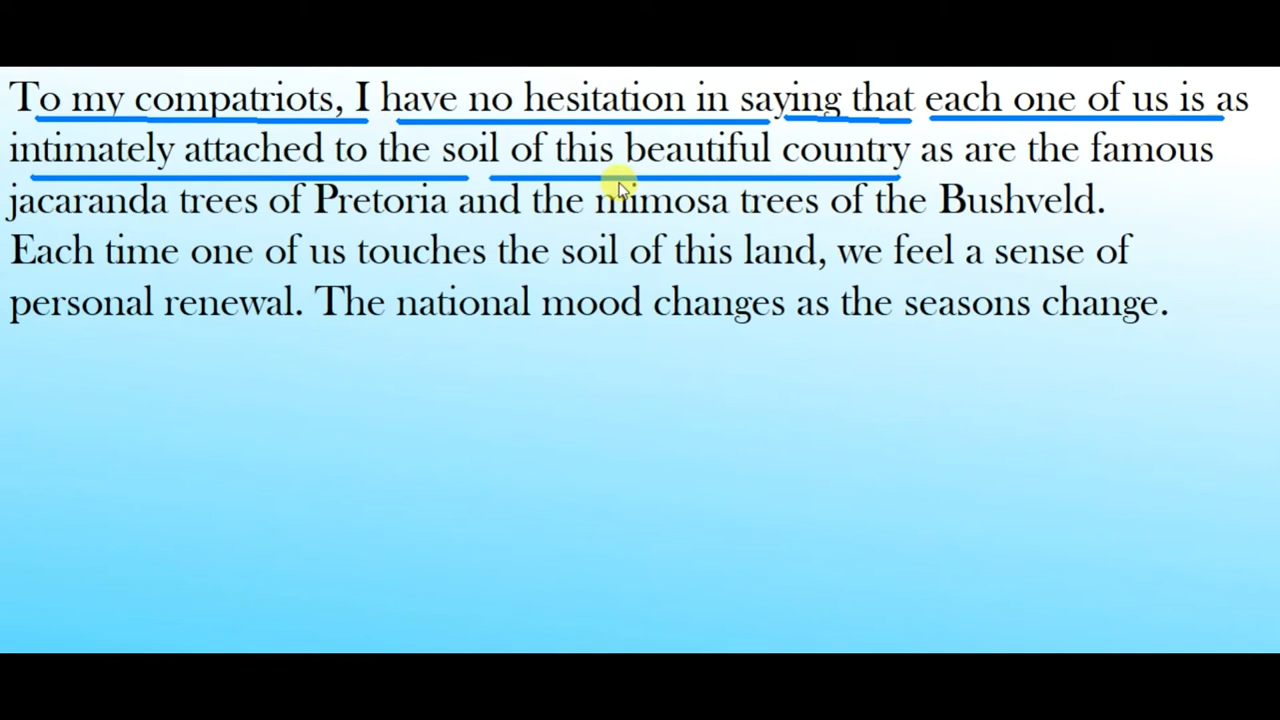 To my compatriots, I have no hesitation in saying that each one of us is as
intimately attached to the soil of this beautiful country as are the famous
jacaranda trees of Pretoria and the mimosa trees of the Bushveld.
Each time one of us touches the soil of this land, we feel a sense of
personal renewal. The national mood changes as the seasons change.